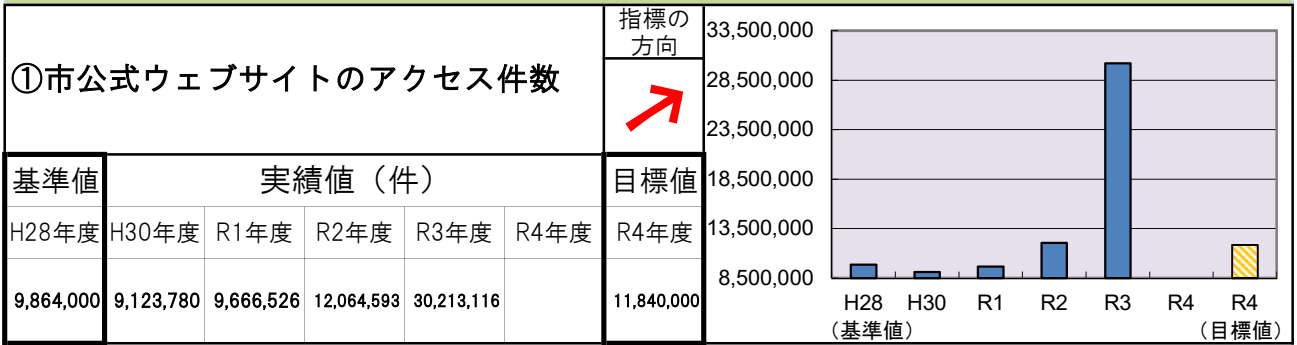 ①市公式ウェブサイトのアクセス件数
指標の
方向
基準値 実績値（件） 目標値
H28年度 H30年度 R1年度 R2年度 R3年度 R4年度 R4年度
9,864,000 9,123,780 9,666,526 12,064,593 30,213,116 11,840,000
33,500,000
28,500,000
23,500,000
18,500,000
13,500,000
8,500,000
H28 H30 R1 R2 R3 R4 R4
（基準値） （目標値）